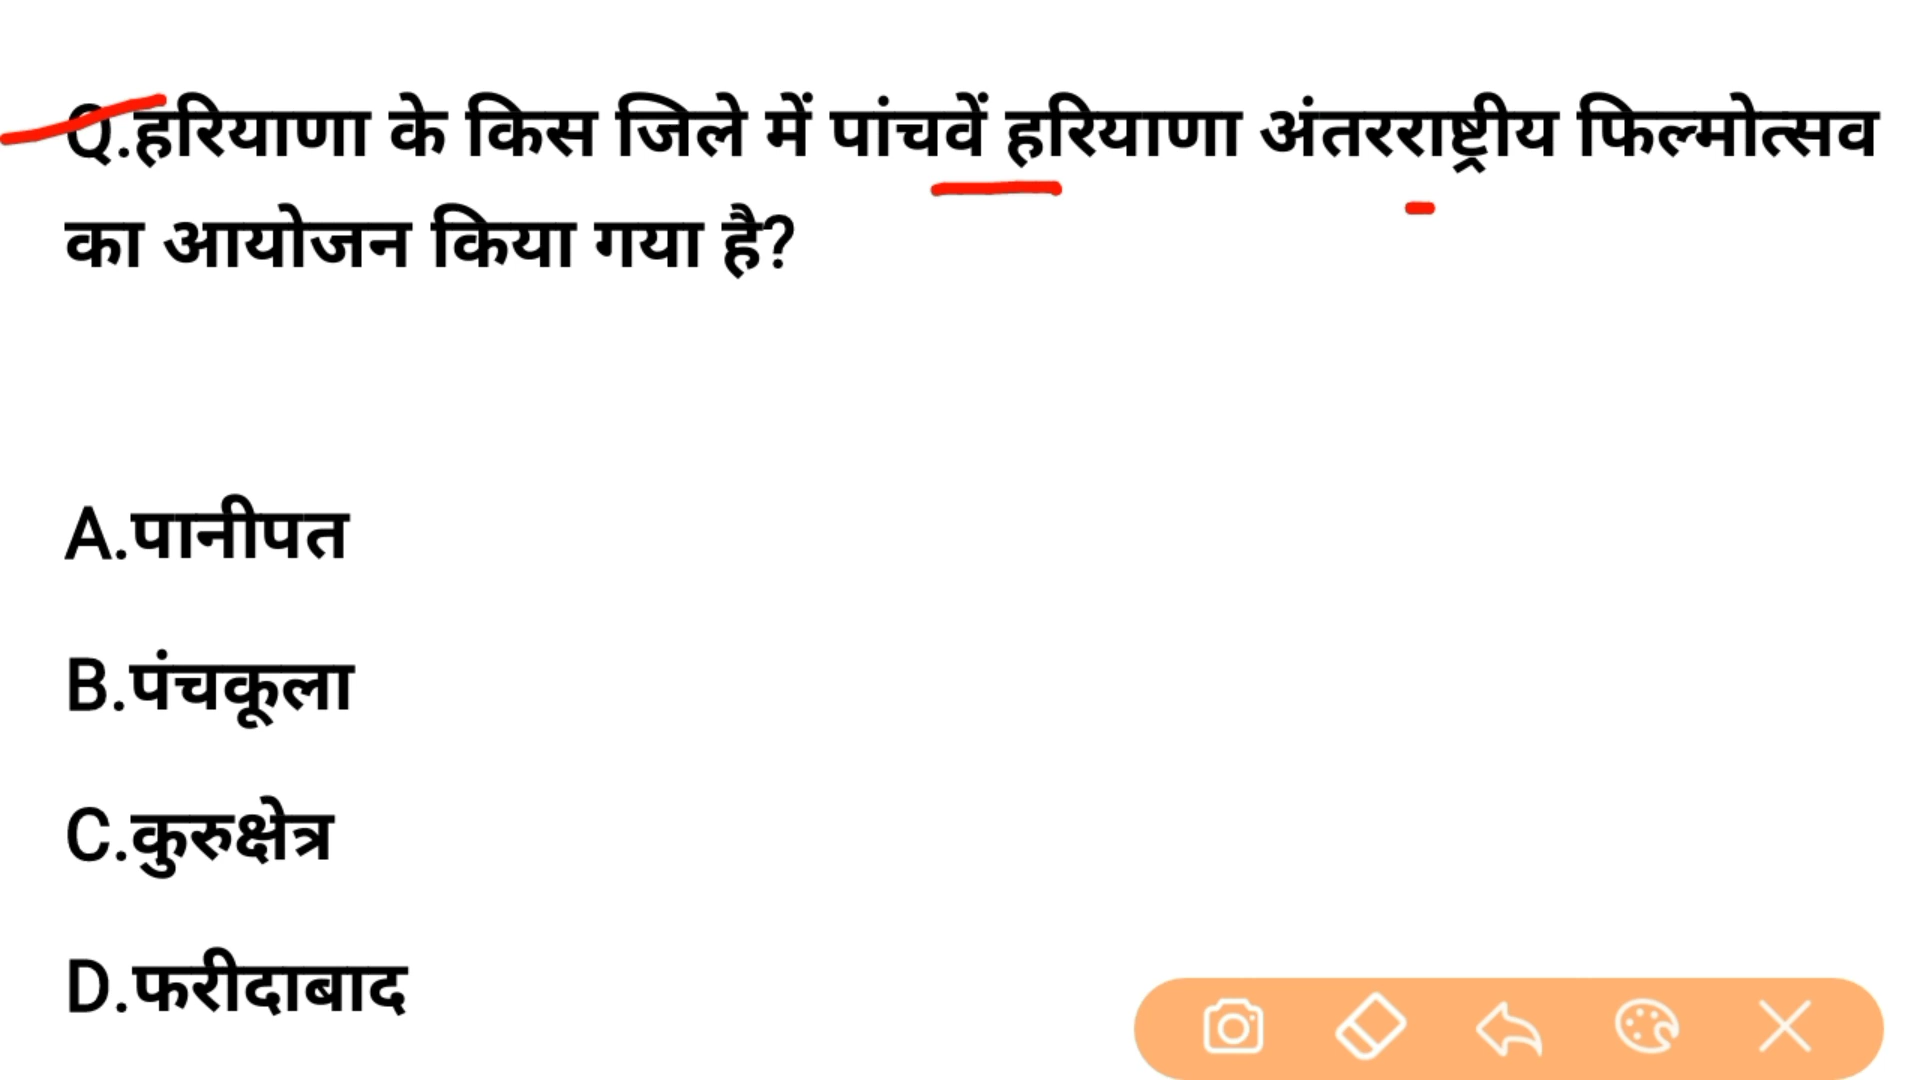 Q.हरियाणा के किस जिले में पांचवें हरियाणा अंतरराष्ट्रीय फिल्मोत्सव
का आयोजन किया गया है?
A.पानीपत
B.पंचकूला
C.कुरुक्षेत्र
D.फरीदाबाद